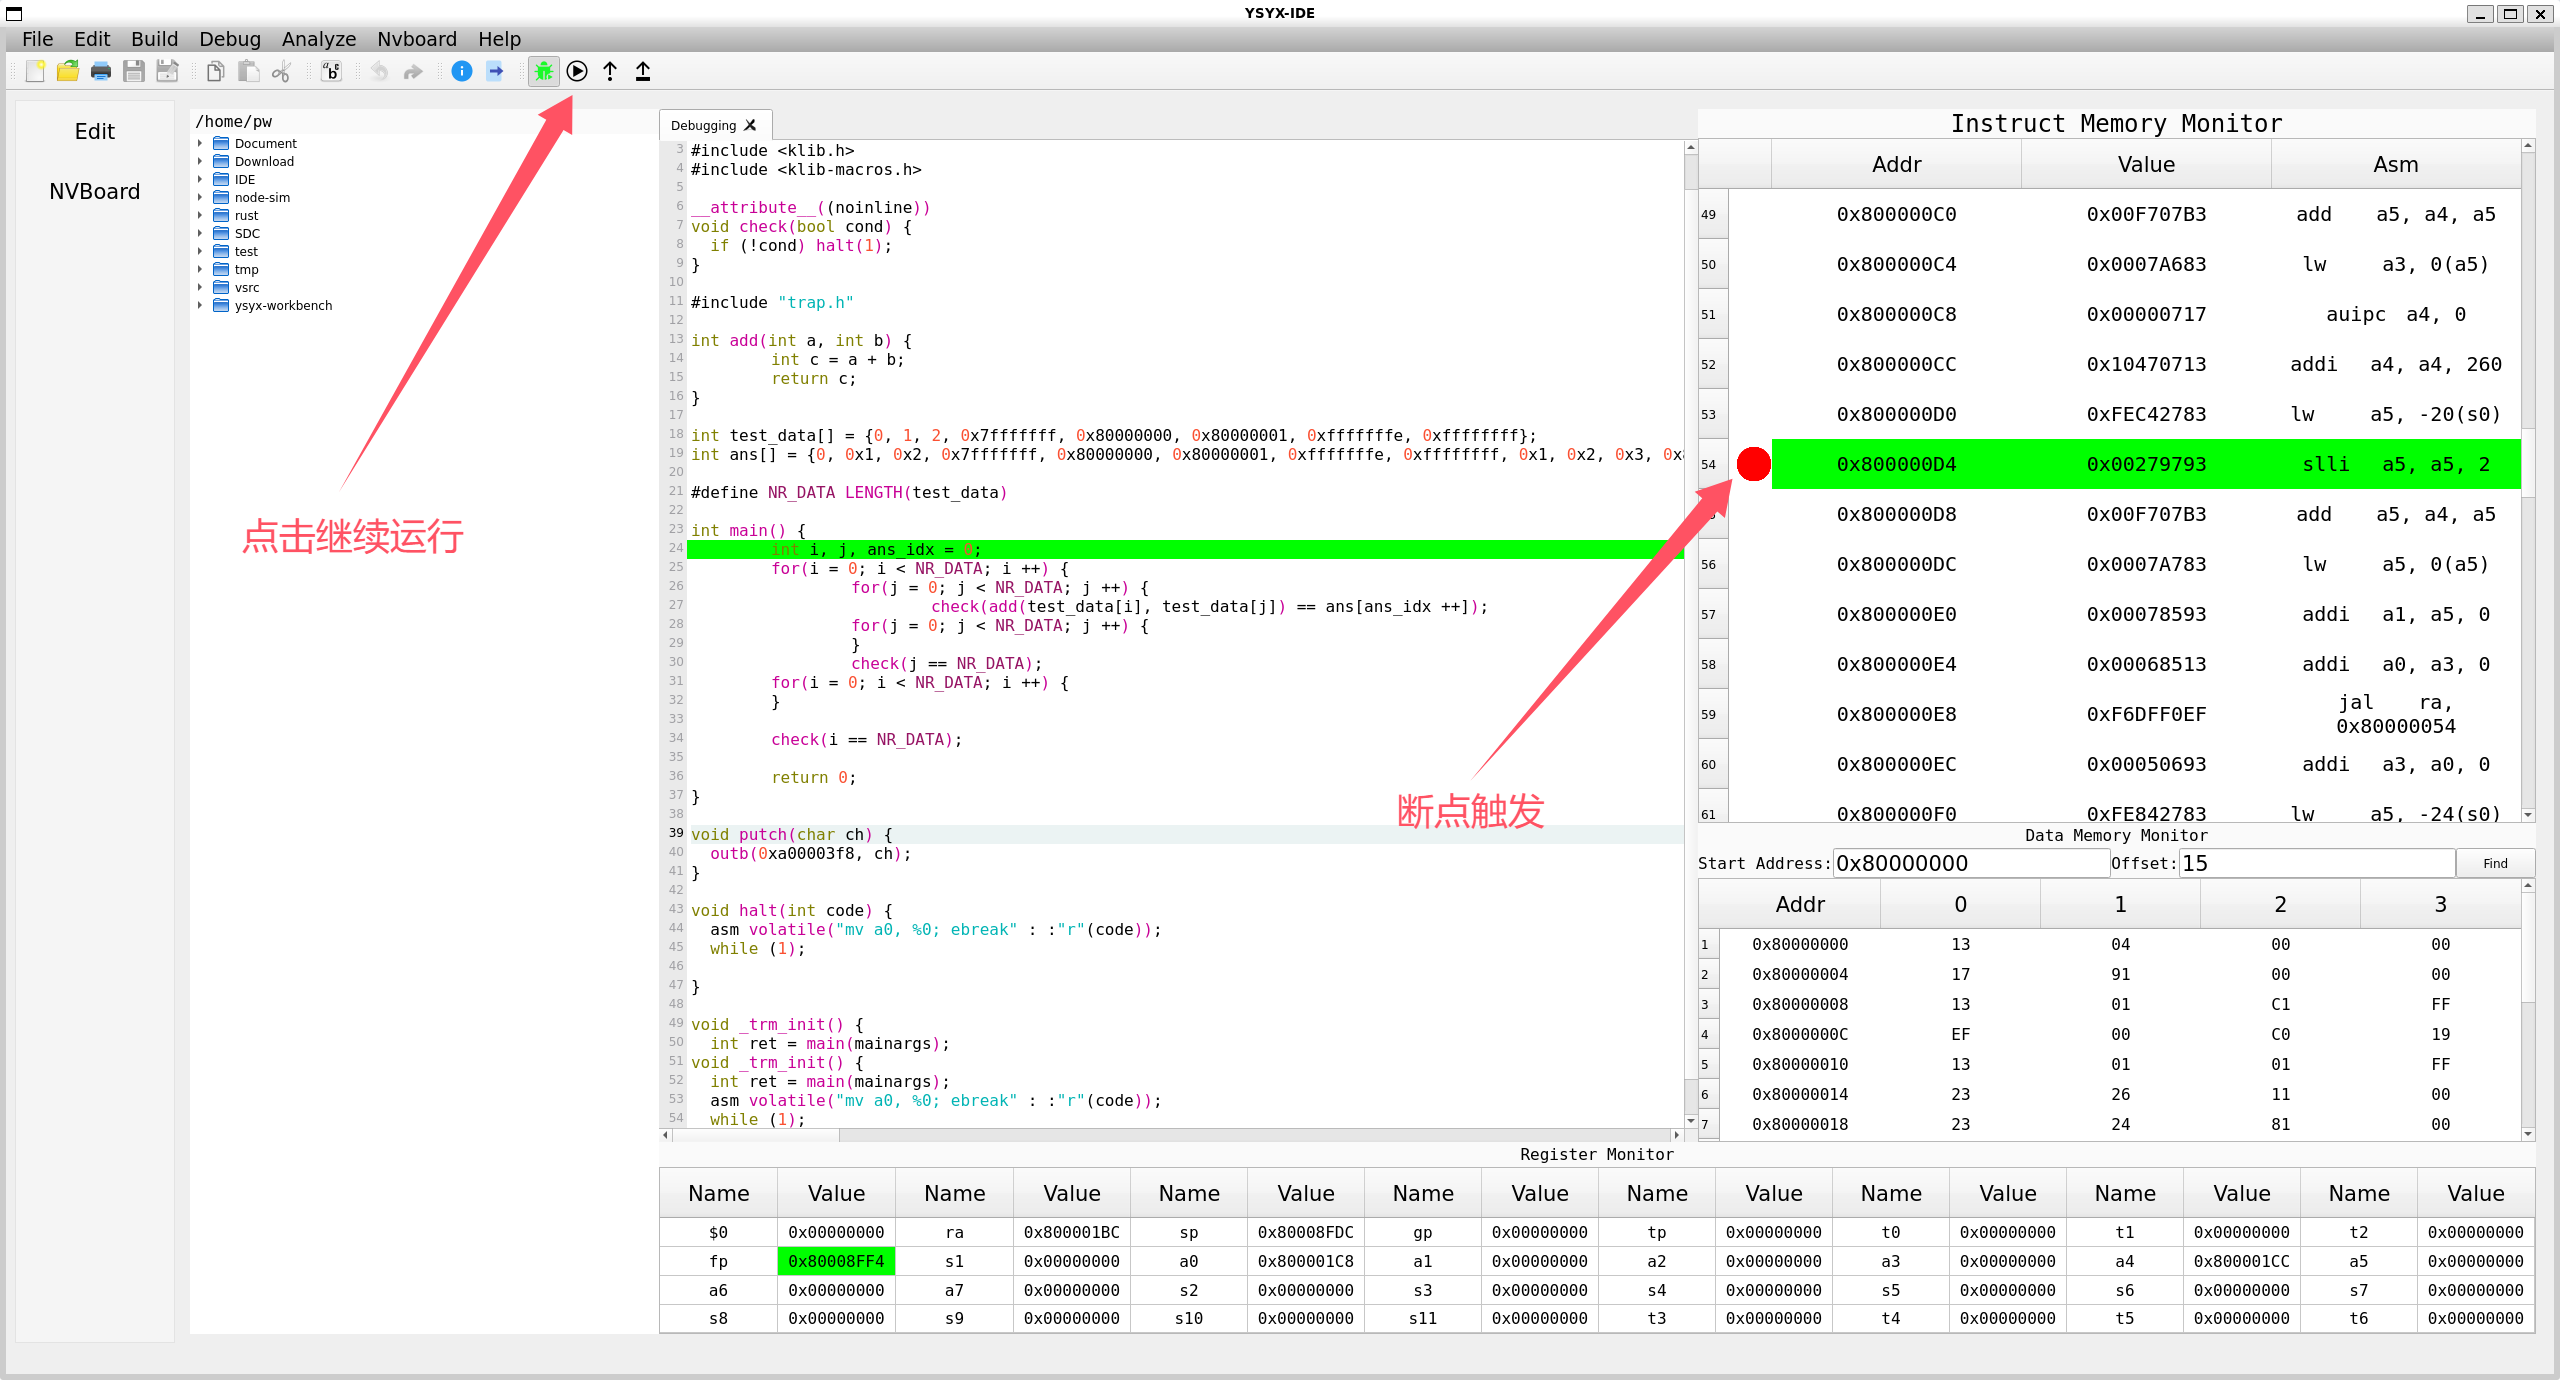 YSYX-IDE
File Edit Build Debug Analyze Nvboard Help
Edit
NVBoard
/home/pw
Document
Download
IDE
node-sim
rust
SDC
test
tmp
vsrc
ysyx-workbench
点击继续运行
Debugging
3 #include <klib.h>
4 #include <klib-macros.h>
5
6 __attribute__((noinline))
7 void check(bool cond) {
8   if (!cond) halt(1);
9 }
10
11 #include "trap.h"
12
13 int add(int a, int b) {
14         int c = a + b;
15         return c;
16 }
17
18 int test_data[] = {0, 1, 2, 0x7fffffff, 0x80000000, 0x80000001, 0xfffffffe, 0xffffffff};
19 int ans[] = {0, 0x1, 0x2, 0x7fffffff, 0x80000000, 0x80000001, 0xfffffffe, 0xffffffff, 0x1, 0x2, 0x3, 0x
20
21 #define NR_DATA LENGTH(test_data)
22
23 int main() {
24         int i, j, ans_idx = 0;
25         for(i = 0; i < NR_DATA; i ++) {
26                 for(j = 0; j < NR_DATA; j ++) {
27                         check(add(test_data[i], test_data[j]) == ans[ans_idx ++]);
28                 for(j = 0; j < NR_DATA; j ++) {
29                 }
30                 check(j == NR_DATA);
31         for(i = 0; i < NR_DATA; i ++) {
32         }
33
34         check(i == NR_DATA);
35
36         return 0;
37 }
38
39 void putch(char ch) {
40   outb(0xa00003f8, ch);
41 }
42
43 void halt(int code) {
44   asm volatile("mv a0, %0; ebreak" : :"r"(code));
45   while (1);
46
47 }
48
49 void _trm_init() {
50   int ret = main(mainargs);
51 void _trm_init() {
52   int ret = main(mainargs);
53   asm volatile("mv a0, %0; ebreak" : :"r"(code));
54   while (1);
断点触发
Instruct Memory Monitor
Addr Value Asm
49 0x800000C0 0x00F707B3 add a5, a4, a5
50 0x800000C4 0x0007A683 lw a3, 0(a5)
51 0x800000C8 0x00000717 auipc a4, 0
52 0x800000CC 0x10470713 addi a4, a4, 260
53 0x800000D0 0xFEC42783 lw a5, -20(s0)
54 0x800000D4 0x00279793 slli a5, a5, 2
0x800000D8 0x00F707B3 add a5, a4, a5
56 0x800000DC 0x0007A783 lw a5, 0(a5)
57 0x800000E0 0x00078593 addi a1, a5, 0
58 0x800000E4 0x00068513 addi a0, a3, 0
59 0x800000E8 0xF6DFF0EF jal ra,
0x80000054
60 0x800000EC 0x00050693 addi a3, a0, 0
61 0x800000F0 0xFE842783 lw a5, -24(s0)
Data Memory Monitor
Start Address: 0x80000000 Offset: 15 Find
Addr 0 1 2 3
1 0x80000000 13 04 00 00
2 0x80000004 17 91 00 00
3 0x80000008 13 01 C1 FF
4 0x8000000C EF 00 C0 19
5 0x80000010 13 01 01 FF
6 0x80000014 23 26 11 00
7 0x80000018 23 24 81 00
Register Monitor
Name Value Name Value Name Value Name Value Name Value Name Value Name Value Name Value
$0 0x00000000 ra 0x800001BC sp 0x80008FDC gp 0x00000000 tp 0x00000000 t0 0x00000000 t1 0x00000000 t2 0x00000000
fp 0x80008FF4 s1 0x00000000 a0 0x800001C8 a1 0x00000000 a2 0x00000000 a3 0x00000000 a4 0x800001CC a5 0x00000000
a6 0x00000000 a7 0x00000000 s2 0x00000000 s3 0x00000000 s4 0x00000000 s5 0x00000000 s6 0x00000000 s7 0x00000000
s8 0x00000000 s9 0x00000000 s10 0x00000000 s11 0x00000000 t3 0x00000000 t4 0x00000000 t5 0x00000000 t6 0x00000000